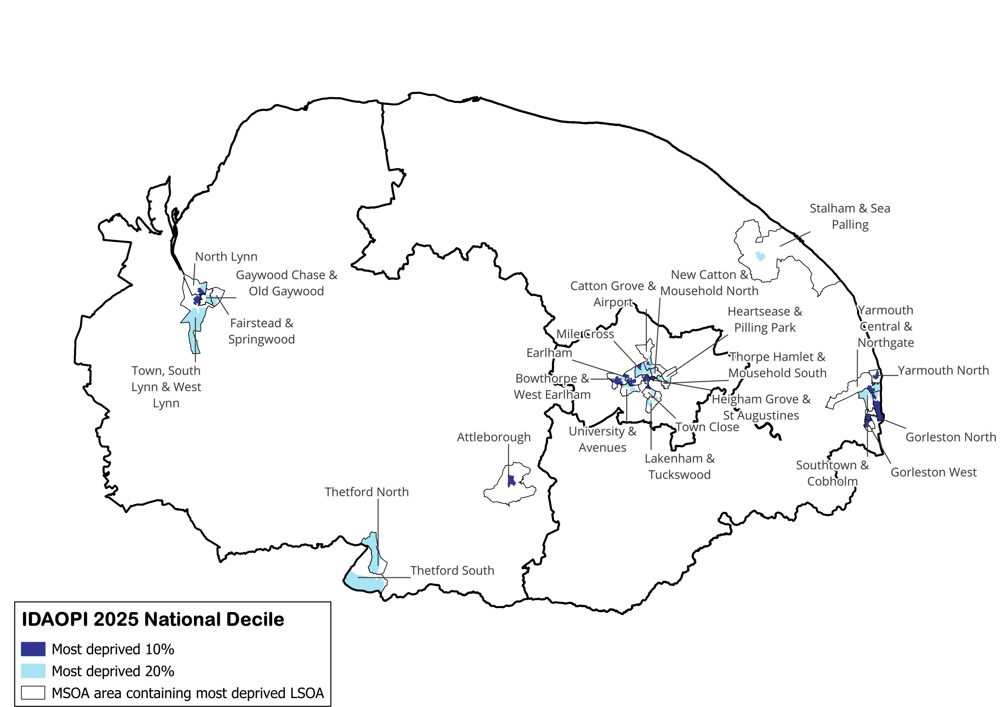 Stalham & Sea
Palling
North Lynn
Gaywood Chase &
Old Gaywood
New Catton &
Mousehold North
Catton Grove &
Airport
Heartsease &
Pilling Park
Yarmouth
Central &
Northgate
Fairstead &
Springwood
Mile Cross
Earlham
Thorpe Hamlet &
Mousehold South
Yarmouth North
Town, South
Lynn & West
Lynn
Bowthorpe &
West Earlham
Heigham Grove &
St Augustines
Town Close
University &
Avenues
Gorleston North
Attleborough
Lakenham &
Tuckswood
Southtown &
Cobholm
Gorleston West
Thetford North
Thetford South
IDAOPI 2025 National Decile
Most deprived 10%
Most deprived 20%
MSOA area containing most deprived LSOA